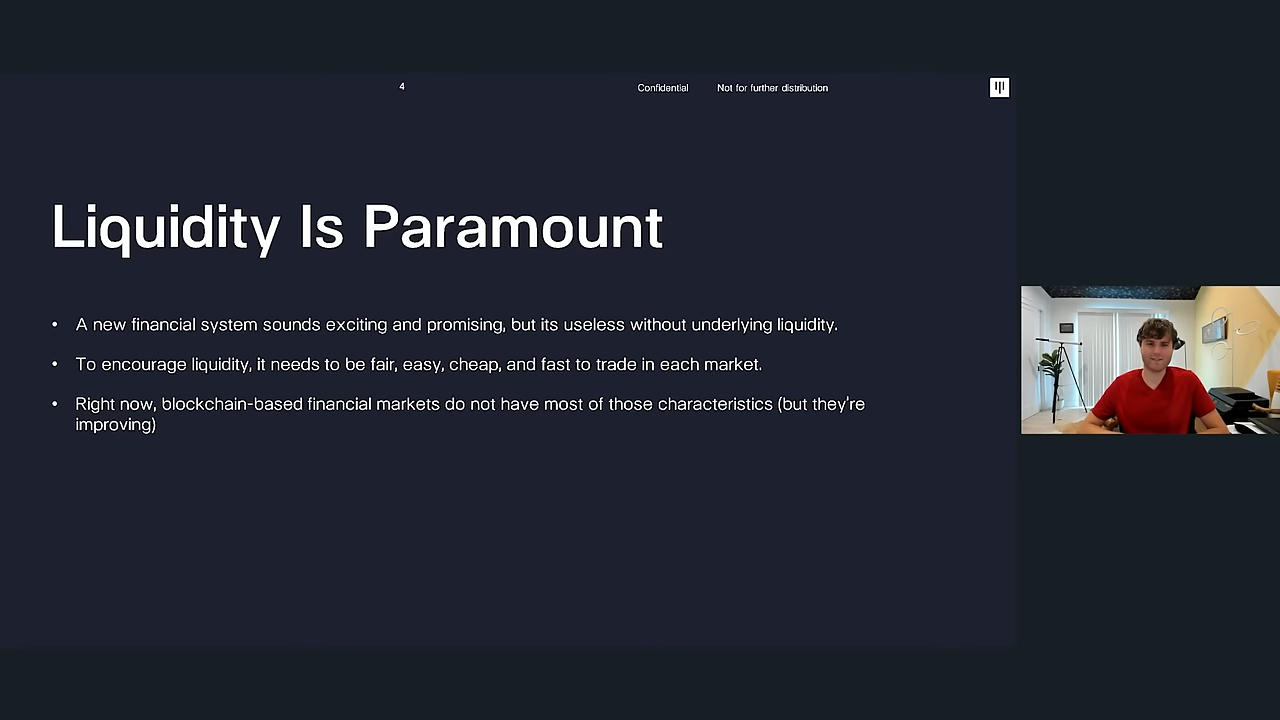 4
Confidential
Not for further distribution
Liquidity Is Paramount
• A new financial system sounds exciting and promising, but its useless without underlying liquidity.
• To encourage liquidity, it needs to be fair, easy, cheap, and fast to trade in each market.
• Right now, blockchain-based financial markets do not have most of those characteristics (but they're
improving)